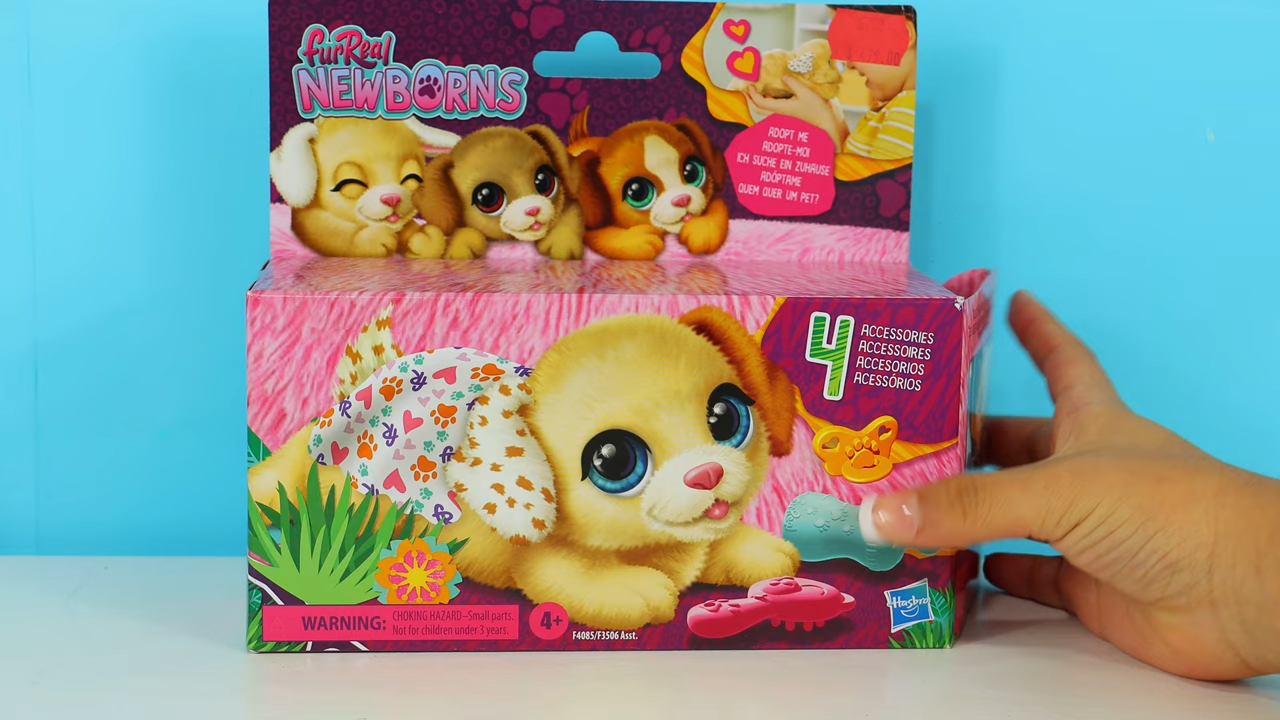 furReal
NEWBORNS
ADOPT ME
ADOPTE-MOI
ICH SUCHE EIN ZUHAUSE
ADÓPTAME
QUEM QUER UM PET?
4 ACCESSORIES
ACCESSOIRES
ACCESORIOS
ACESSÓRIOS
WARNING: CHOKING HAZARD–Small parts.
Not for children under 3 years.
4+
F4085/F3506 Asst.
Hasbro